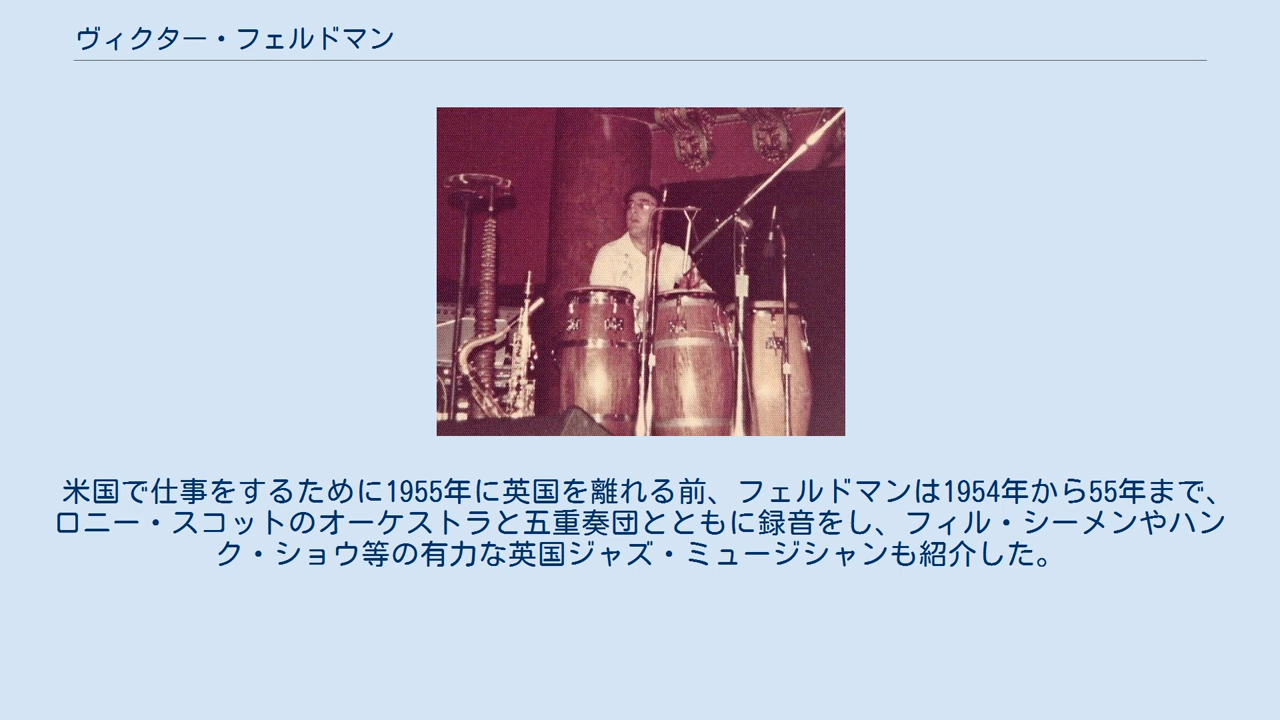 ヴィクター・フェルドマン
米国で仕事をするために1955年に英国を離れる前、フェルドマンは1954年から55年まで、
ロニー・スコットのオーケストラと五重奏団とともに録音をし、フィル・シーメンやハン
ク・ショウ等の有力な英国ジャズ・ミュージシャンも紹介した。